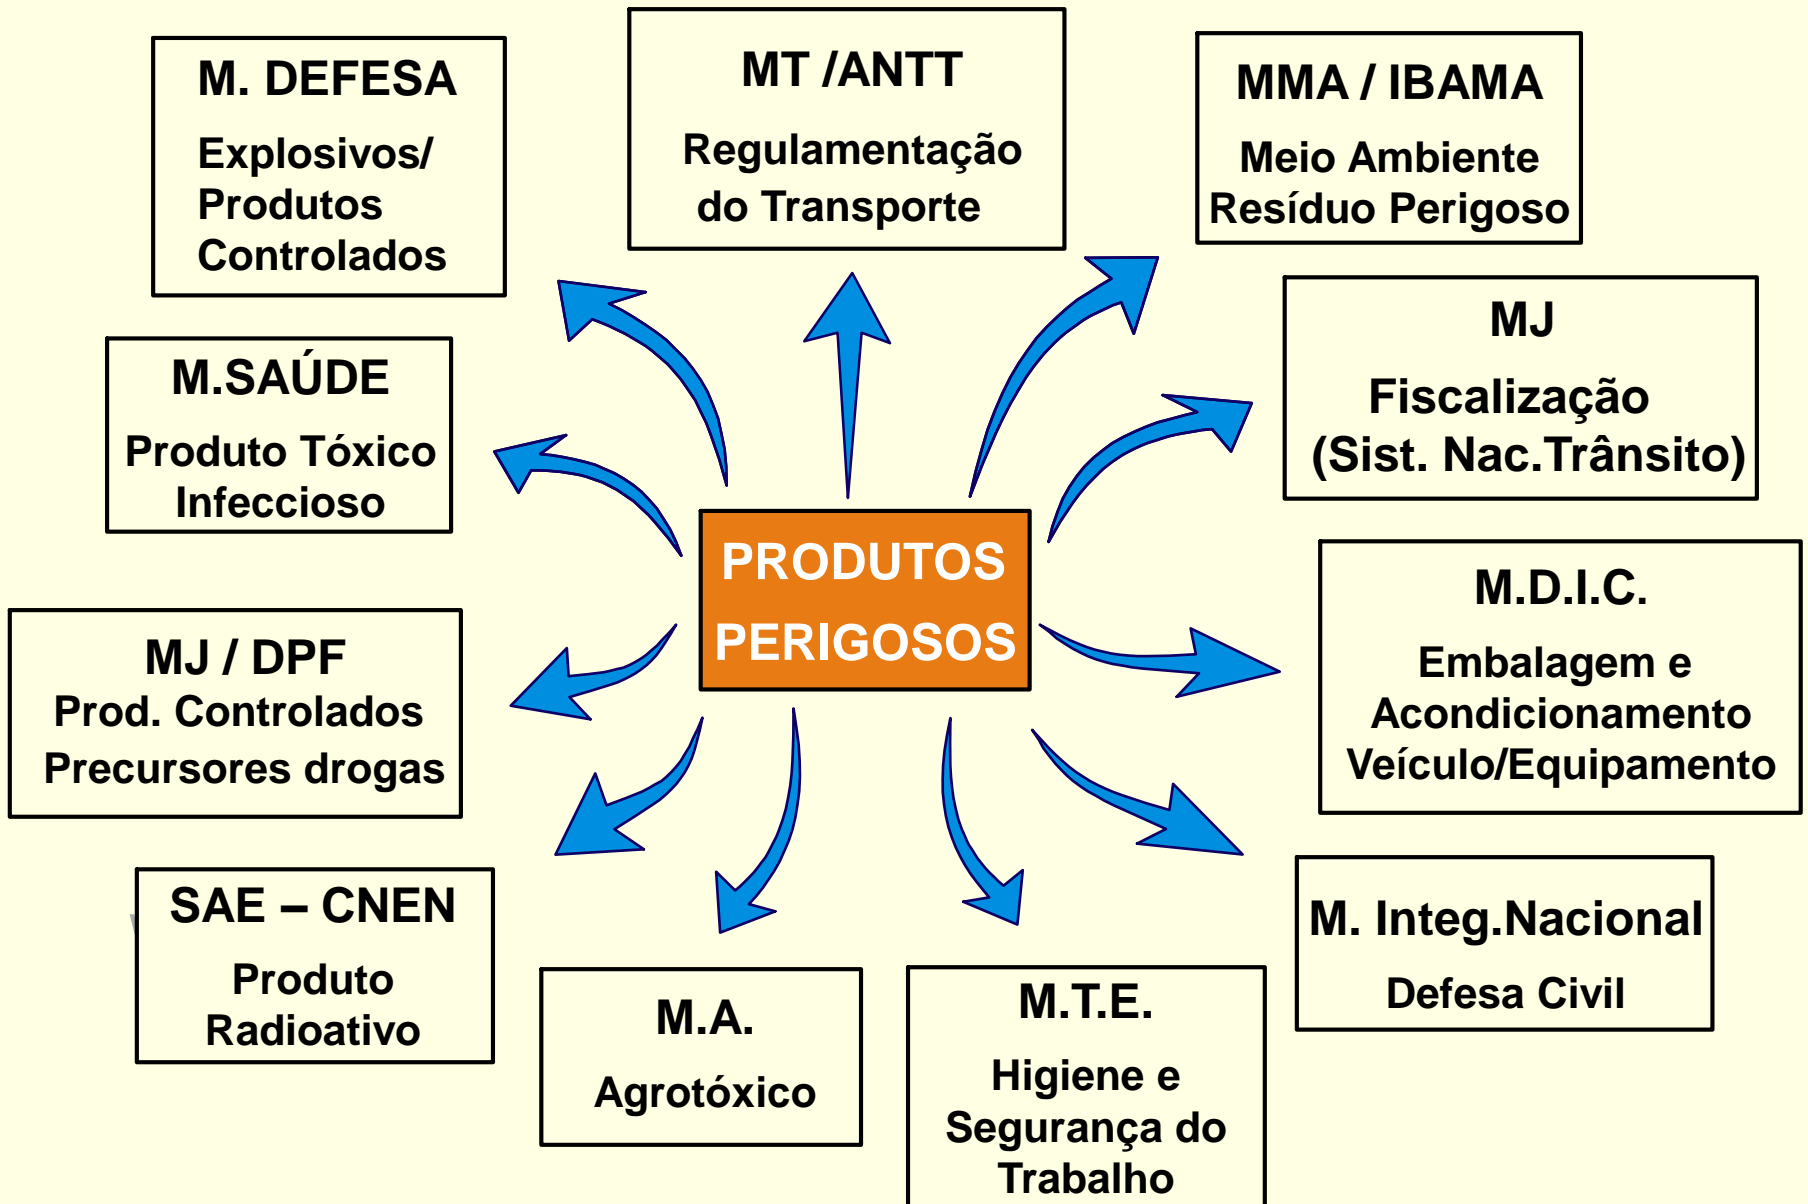 M. DEFESA
Explosivos/
Produtos
Controlados
MT /ANTT
Regulamentação
do Transporte
MMA / IBAMA
Meio Ambiente
Resíduo Perigoso
MJ
Fiscalização
(Sist. Nac.Trânsito)
M.SAÚDE
Produto Tóxico
Infeccioso
PRODUTOS
PERIGOSOS
M.D.I.C.
Embalagem e
Acondicionamento
Veículo/Equipamento
MJ / DPF
Prod. Controlados
Precursores drogas
SAE – CNEN
Produto
Radioativo
M.A.
Agrotóxico
M.T.E.
Higiene e
Segurança do
Trabalho
M. Integ.Nacional
Defesa Civil